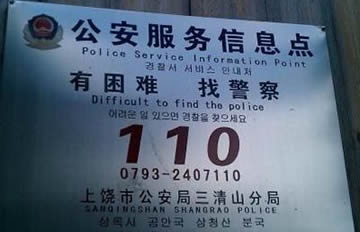 公安服务信息点
Police Service Information Point
경찰서 서비스 안내처
有困难 找警察
Difficult to find the police
어려운 일 있으면 경찰을 찾으세요
110
0793-2407110
上饶市公安局三清山分局
SANQINGSHAN SHANGRAO POLICE
상록시 공안국 삼청산 분국